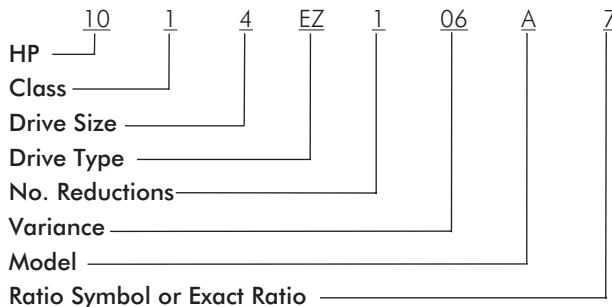 10 1 4 EZ 1 06 A 7
HP
Class
Drive Size
Drive Type
No. Reductions
Variance
Model
Ratio Symbol or Exact Ratio